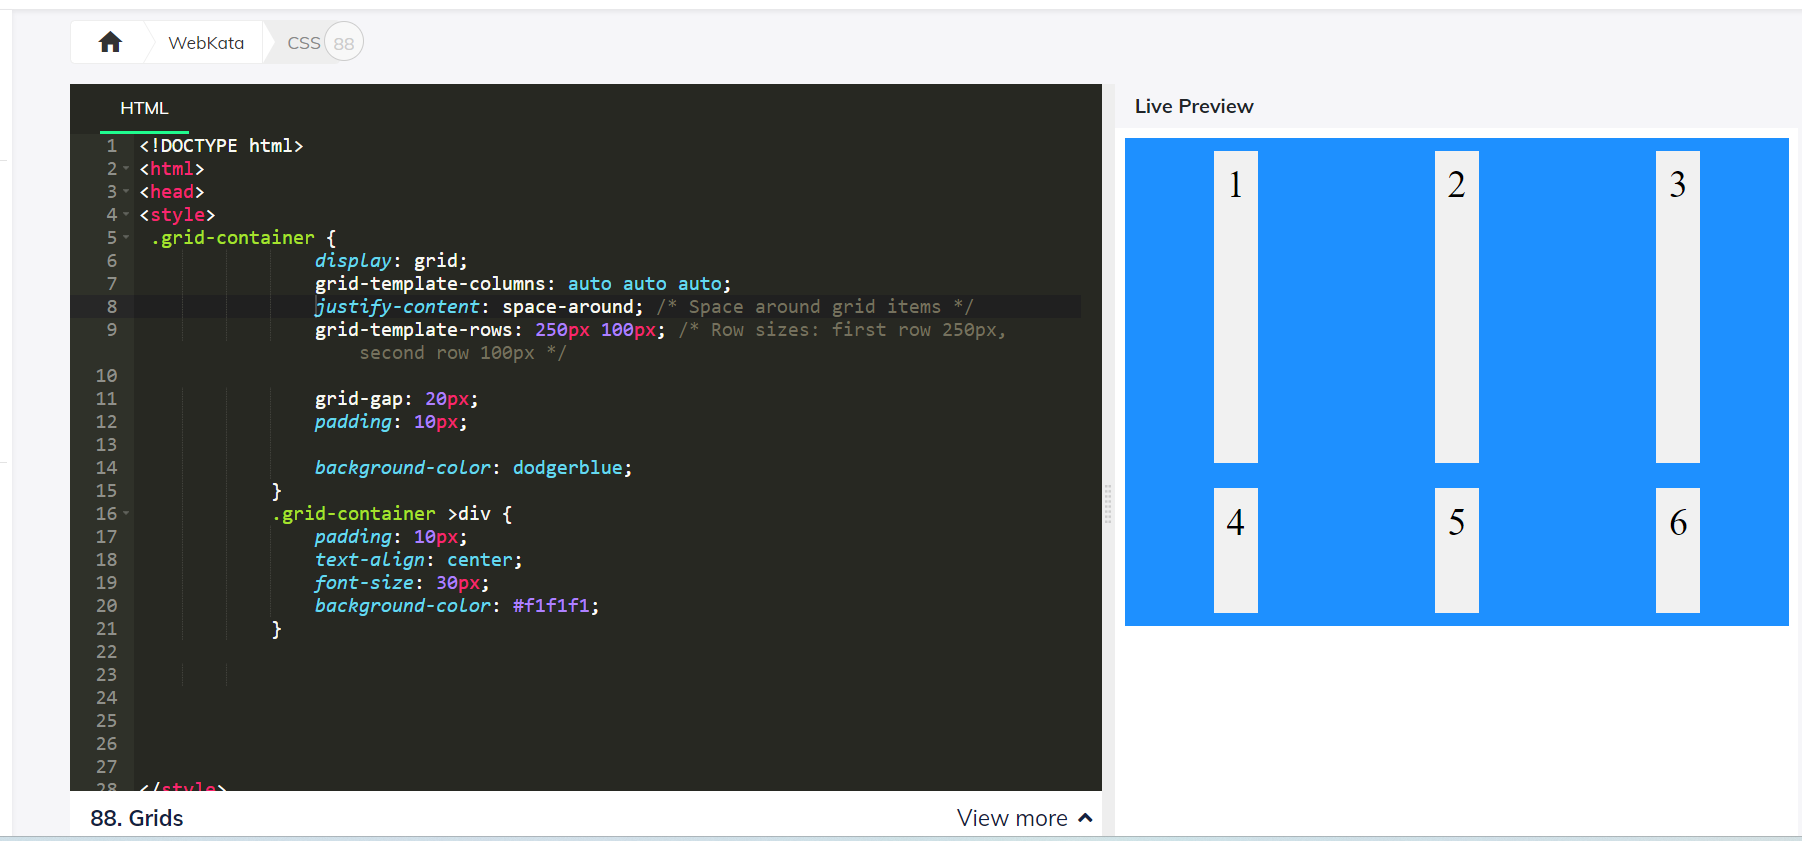 WebKata
CSS 88
HTML
1 <!DOCTYPE html>
2 <html>
3 <head>
4 <style>
5 .grid-container {
6 display: grid;
7 grid-template-columns: auto auto auto;
8 justify-content: space-around; /* Space around grid items */
9 grid-template-rows: 250px 100px; /* Row sizes: first row 250px,
second row 100px */
10
11 grid-gap: 20px;
12 padding: 10px;
13
14 background-color: dodgerblue;
15 }
16 .grid-container >div {
17 padding: 10px;
18 text-align: center;
19 font-size: 30px;
20 background-color: #f1f1f1;
21 }
22
23
24
25
26
27
28 </style>
88. Grids
View more
Live Preview
1 2 3
4 5 6